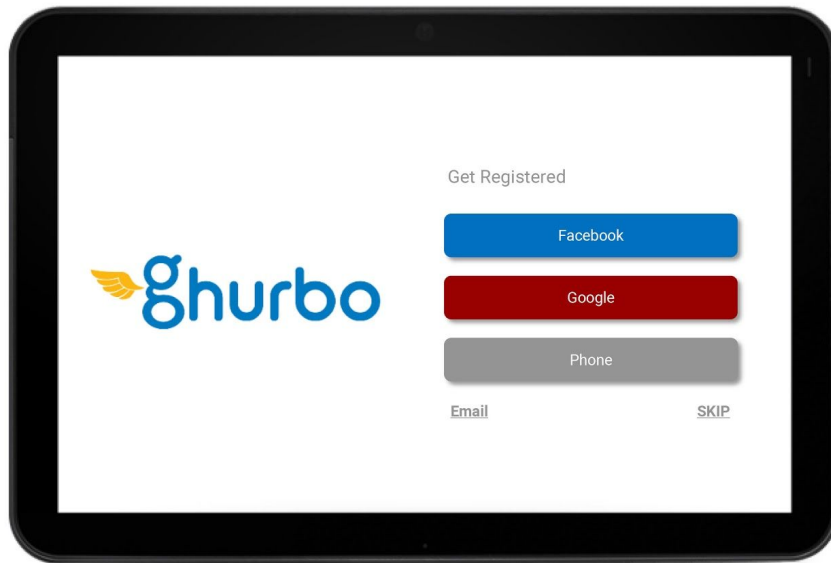 ghurbo
Get Registered
Facebook
Google
Phone
Email SKIP